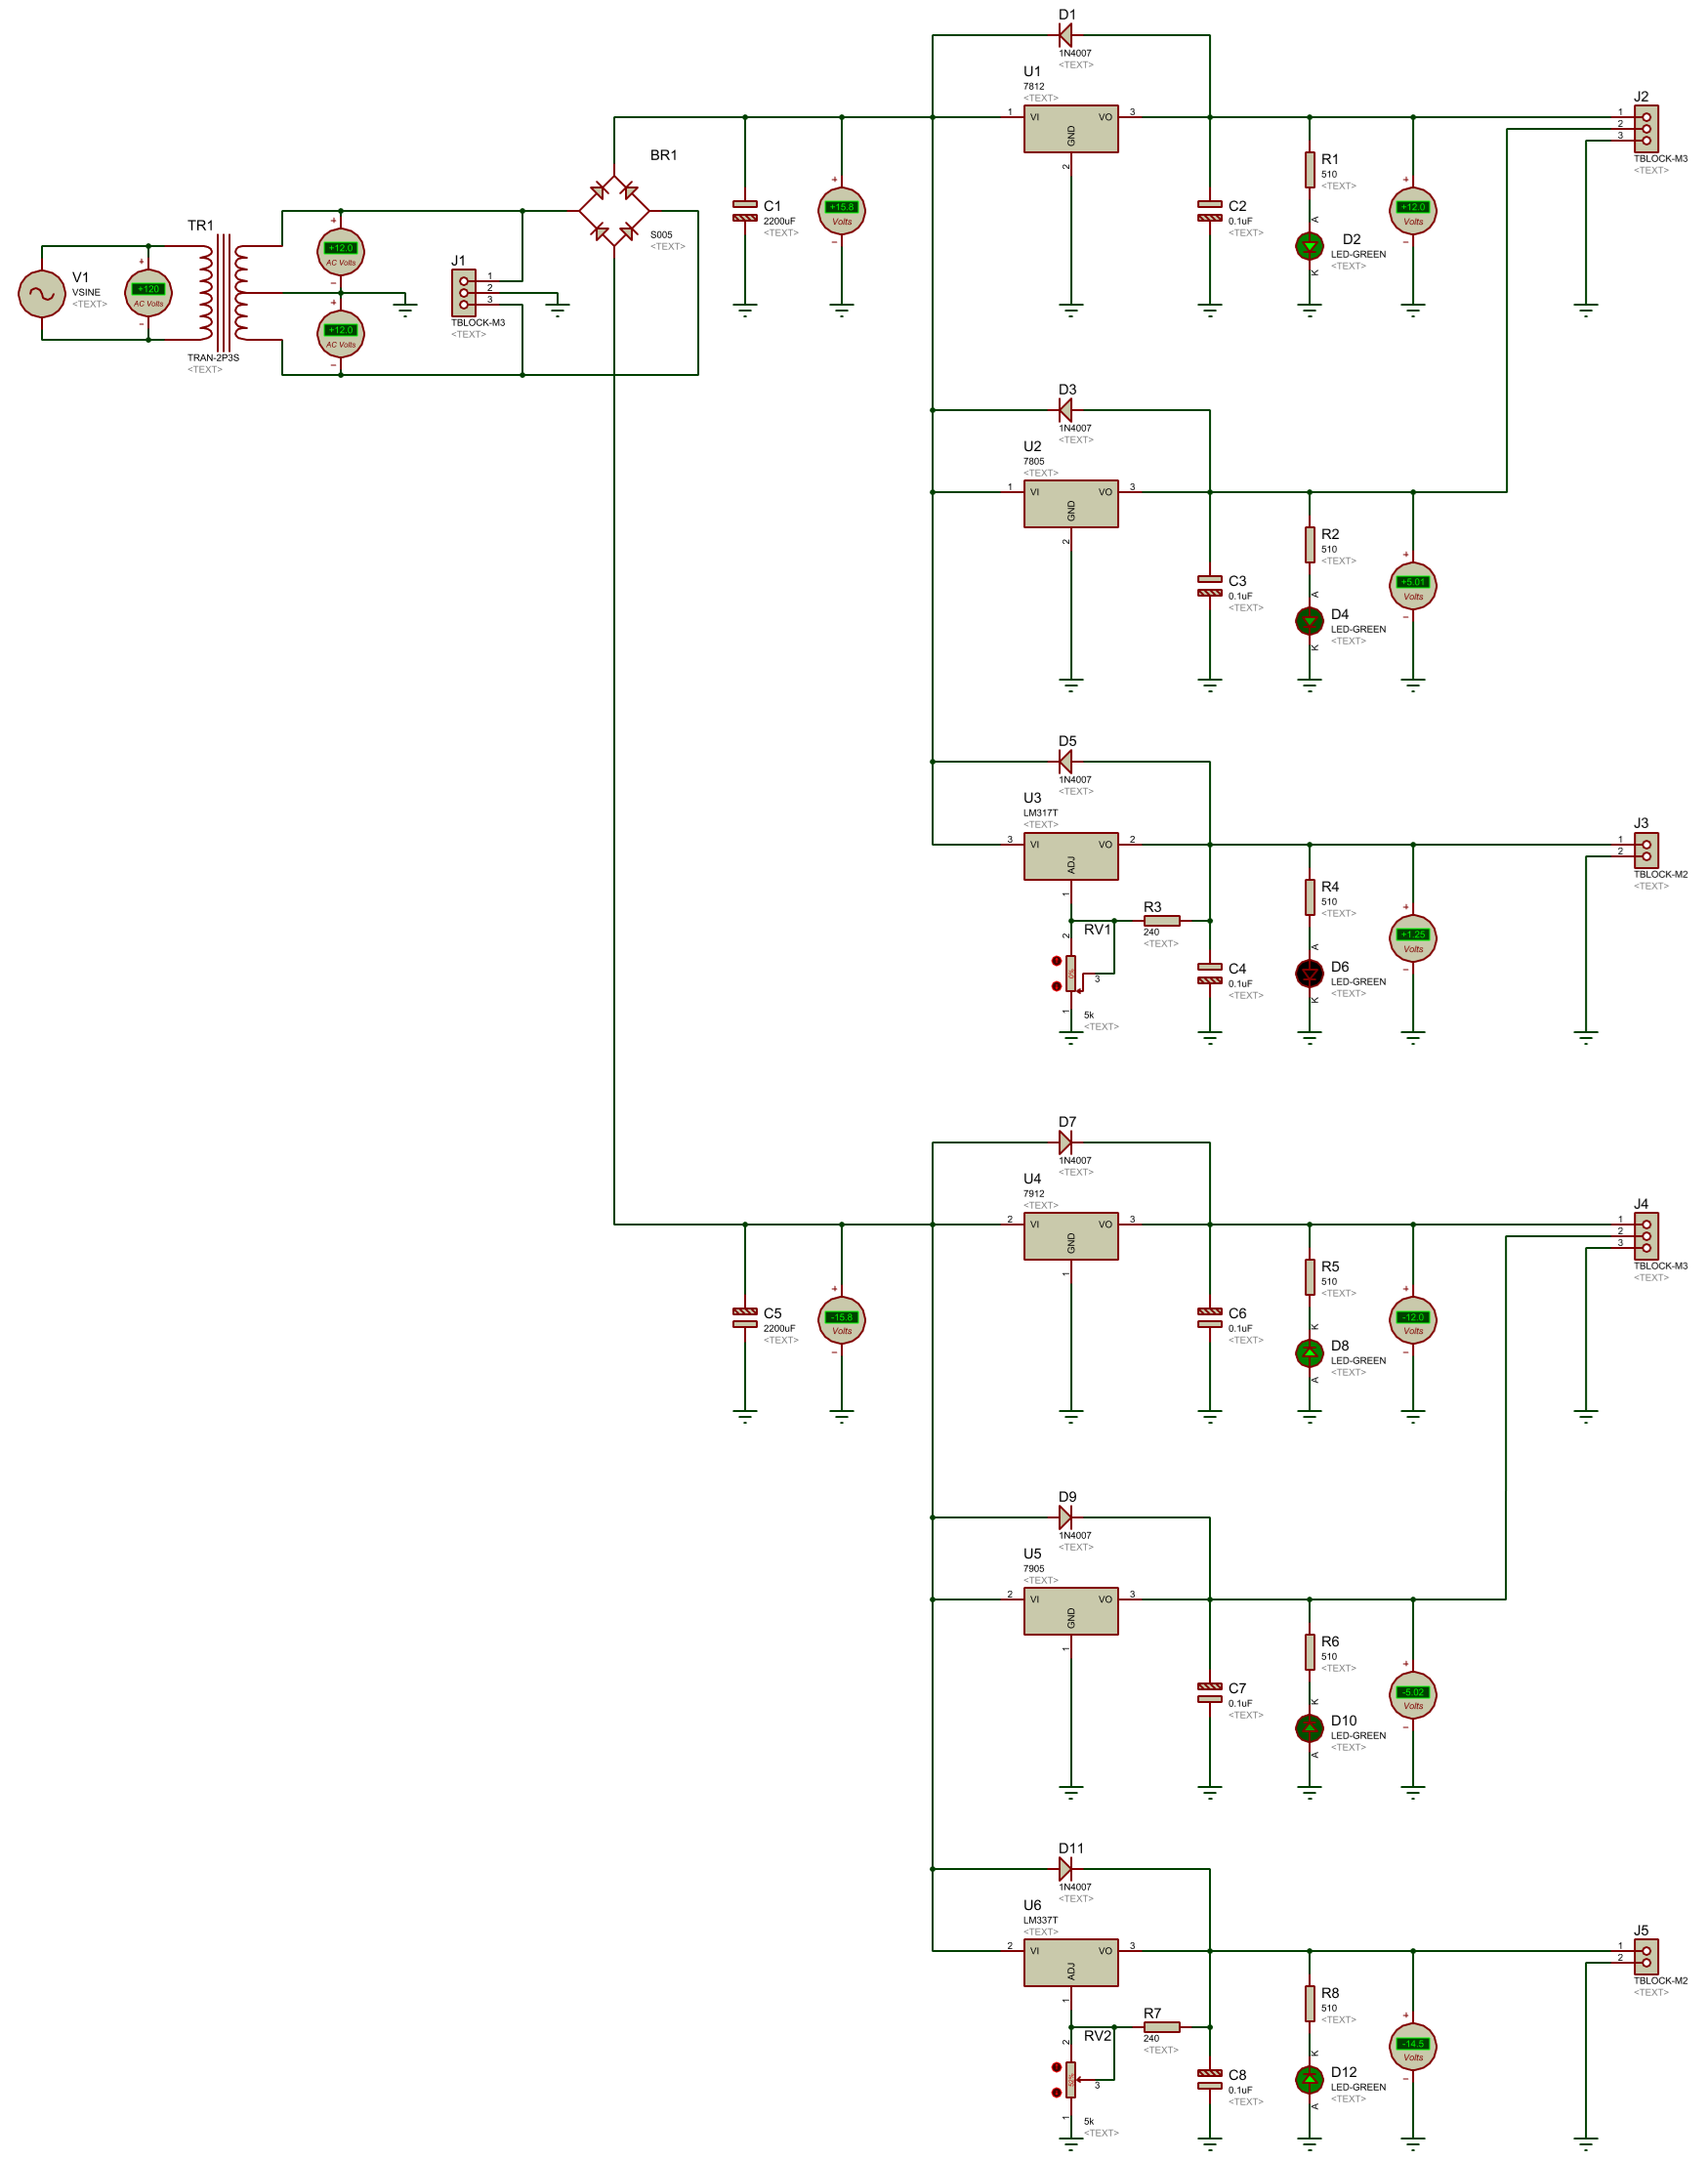 D1
1N4007
<TEXT>
U1
7812
<TEXT>
1
VI
VO
3
GND
2
J2
1
2
3
TBLOCK-M3
<TEXT>
BR1
S005
<TEXT>
C1
2200uF
<TEXT>
+
+15.8
Volts
−
C2
0.1uF
<TEXT>
R1
510
<TEXT>
A
D2
LED-GREEN
<TEXT>
K
+
+12.0
Volts
−
V1
VSINE
<TEXT>
+
+120
AC Volts
−
TR1
TRAN-2P3S
<TEXT>
+
+12.0
AC Volts
−
+
+12.0
AC Volts
−
J1
1
2
3
TBLOCK-M3
<TEXT>
D3
1N4007
<TEXT>
U2
7805
<TEXT>
1
VI
VO
3
GND
2
C3
0.1uF
<TEXT>
R2
510
<TEXT>
A
D4
LED-GREEN
<TEXT>
K
+
+5.01
Volts
−
D5
1N4007
<TEXT>
U3
LM317T
<TEXT>
3
VI
VO
2
ADJ
1
RV1
2
0%
3
1
5k
<TEXT>
R3
240
<TEXT>
C4
0.1uF
<TEXT>
R4
510
<TEXT>
A
D6
LED-GREEN
<TEXT>
K
+
+1.25
Volts
−
J3
1
2
TBLOCK-M2
<TEXT>
D7
1N4007
<TEXT>
U4
7912
<TEXT>
2
VI
VO
3
GND
1
C5
2200uF
<TEXT>
+
-15.8
Volts
−
C6
0.1uF
<TEXT>
R5
510
<TEXT>
K
D8
LED-GREEN
<TEXT>
A
+
-12.0
Volts
−
J4
1
2
3
TBLOCK-M3
<TEXT>
D9
1N4007
<TEXT>
U5
7905
<TEXT>
2
VI
VO
3
GND
1
C7
0.1uF
<TEXT>
R6
510
<TEXT>
K
D10
LED-GREEN
<TEXT>
A
+
-5.02
Volts
−
D11
1N4007
<TEXT>
U6
LM337T
<TEXT>
2
VI
VO
3
ADJ
1
RV2
2
3
1
5k
<TEXT>
R7
240
<TEXT>
C8
0.1uF
<TEXT>
R8
510
<TEXT>
K
D12
LED-GREEN
<TEXT>
A
+
-14.5
Volts
−
J5
1
2
TBLOCK-M2
<TEXT>